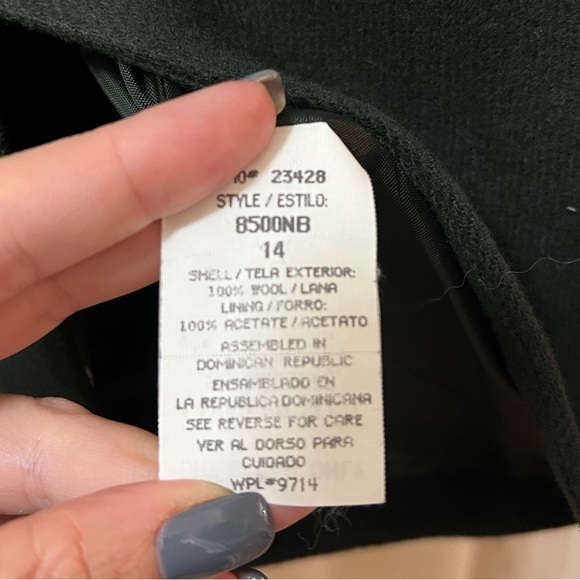 23428
STYLE / ESTILO:
8500NB
14
SHELL / TELA EXTERIOR:
100% WOOL / LANA
LINING / FORRO:
100% ACETATE / ACETATO
ASSEMBLED IN
DOMINICAN REPUBLIC
ENSAMBLADO EN
LA REPUBLICA DOMINICANA
SEE REVERSE FOR CARE
VER AL DORSO PARA
CUIDADO
WPL#9714